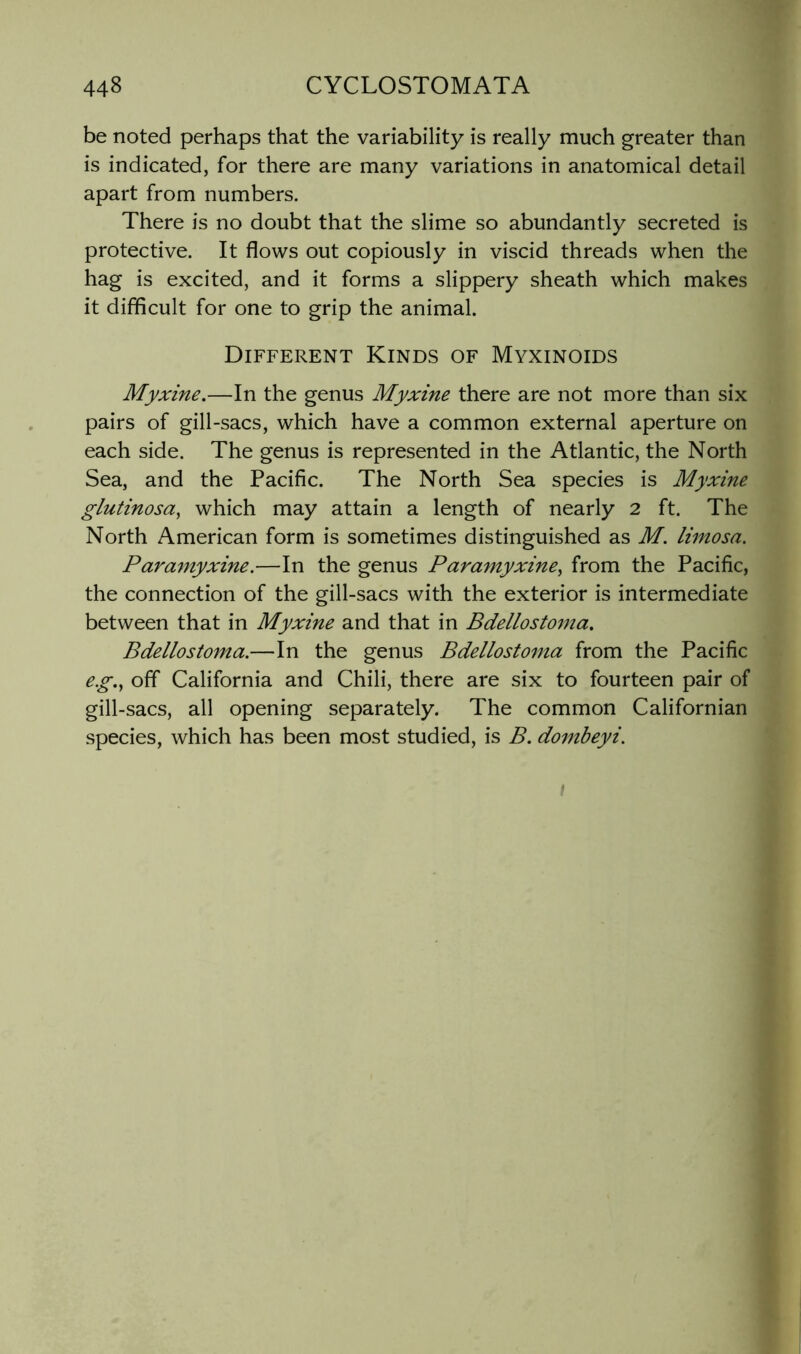 448 CYCLOSTOMATA
be noted perhaps that the variability is really much greater than
is indicated, for there are many variations in anatomical detail
apart from numbers.
There is no doubt that the slime so abundantly secreted is
protective. It flows out copiously in viscid threads when the
hag is excited, and it forms a slippery sheath which makes
it difficult for one to grip the animal.
Different Kinds of Myxinoids
Myxine.—In the genus Myxine there are not more than six
pairs of gill-sacs, which have a common external aperture on
each side. The genus is represented in the Atlantic, the North
Sea, and the Pacific. The North Sea species is Myxine
glutinosa, which may attain a length of nearly 2 ft. The
North American form is sometimes distinguished as M. limosa.
Paramyxine.—In the genus Paramyxine, from the Pacific,
the connection of the gill-sacs with the exterior is intermediate
between that in Myxine and that in Bdellostoma.
Bdellostoma.—In the genus Bdellostoma from the Pacific
e.g., off California and Chili, there are six to fourteen pair of
gill-sacs, all opening separately. The common Californian
species, which has been most studied, is B. dombeyi.